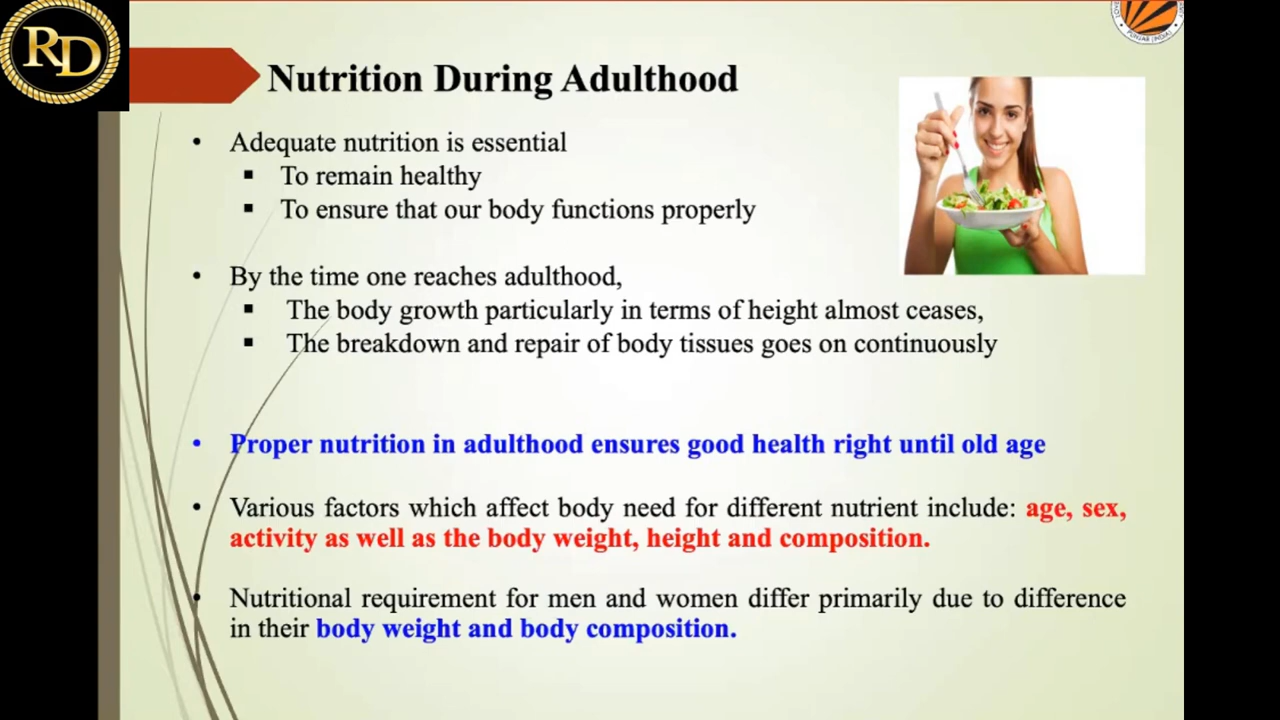 RD
Nutrition During Adulthood
• Adequate nutrition is essential
▪ To remain healthy
▪ To ensure that our body functions properly
• By the time one reaches adulthood,
▪ The body growth particularly in terms of height almost ceases,
▪ The breakdown and repair of body tissues goes on continuously
• Proper nutrition in adulthood ensures good health right until old age
• Various factors which affect body need for different nutrient include: age, sex,
activity as well as the body weight, height and composition.
• Nutritional requirement for men and women differ primarily due to difference
in their body weight and body composition.
PUNJAB (INDIA)